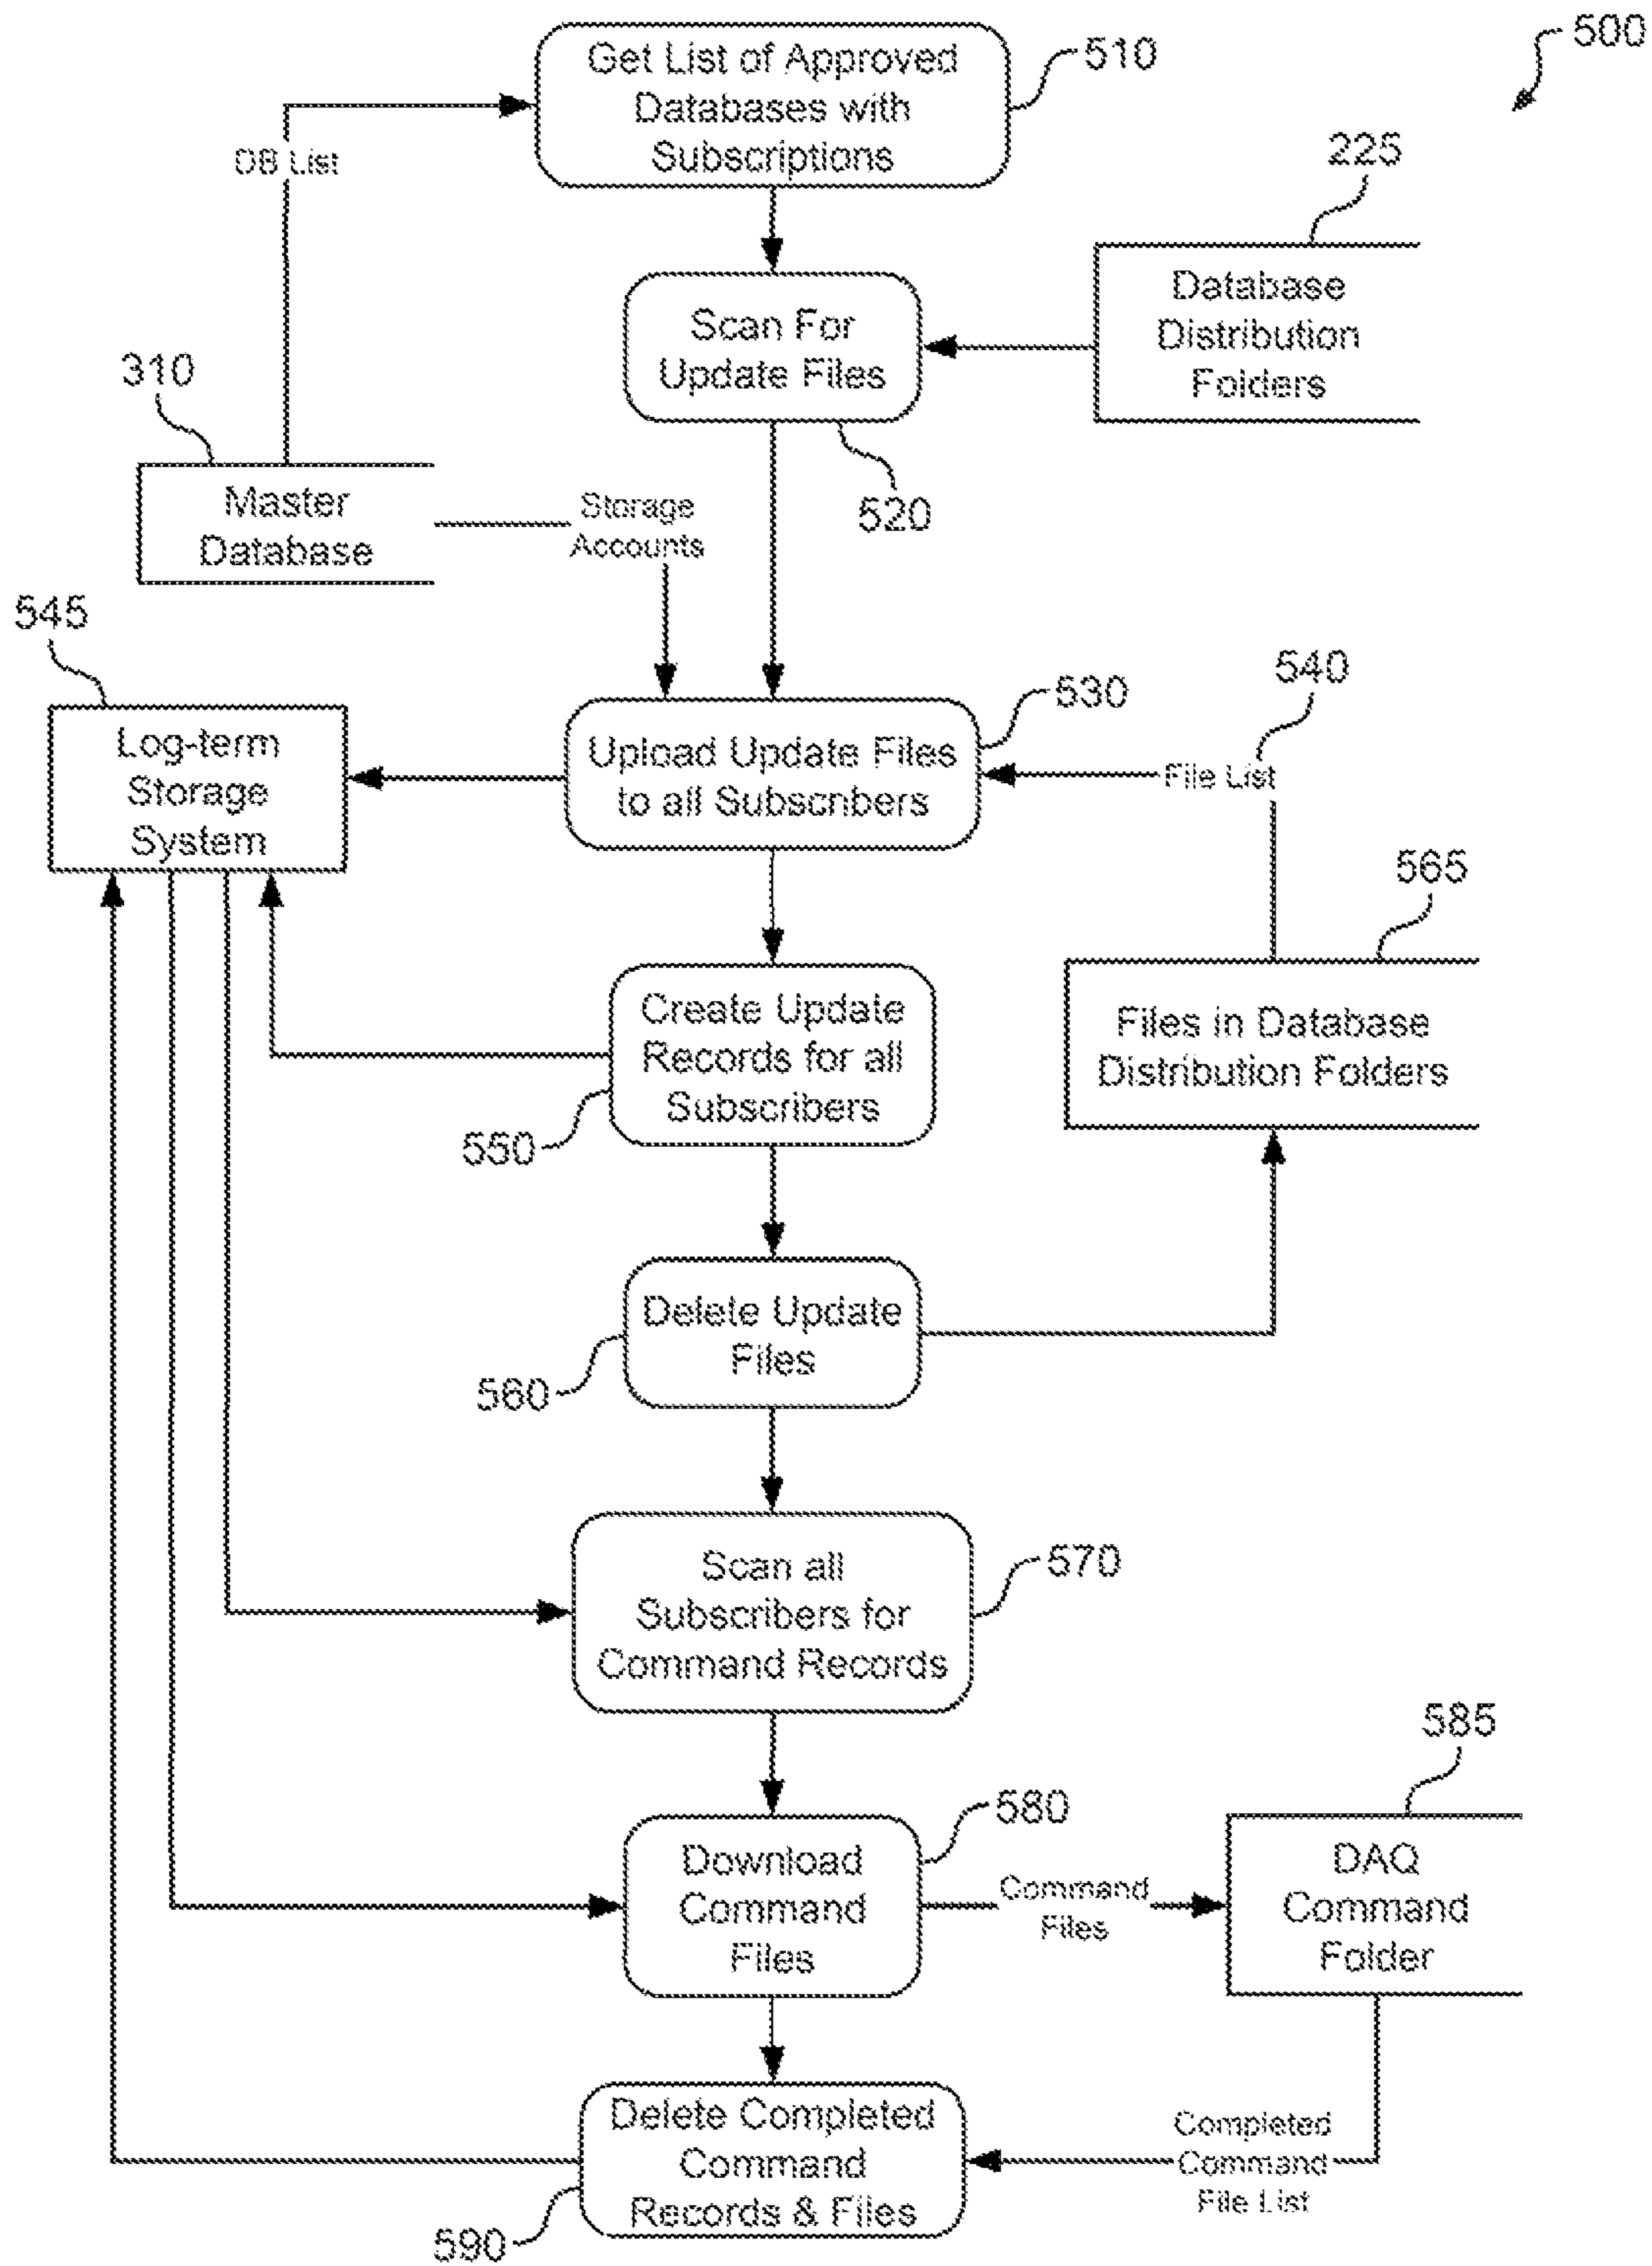 500
Get List of Approved
Databases with
Subscriptions
510
DB List
225
Database
Distribution
Folders
Scan For
Update Files
520
310
Master
Database
Storage
Accounts
545
Log-term
Storage
System
530
Upload Update Files
to all Subscribers
540
File List
565
Files in Database
Distribution Folders
Create Update
Records for all
Subscribers
550
Delete Update
Files
560
Scan all
Subscribers for
Command Records
570
580
Download
Command
Files
Command
Files
585
DAQ
Command
Folder
Delete Completed
Command
Records & Files
590
Completed
Command
File List